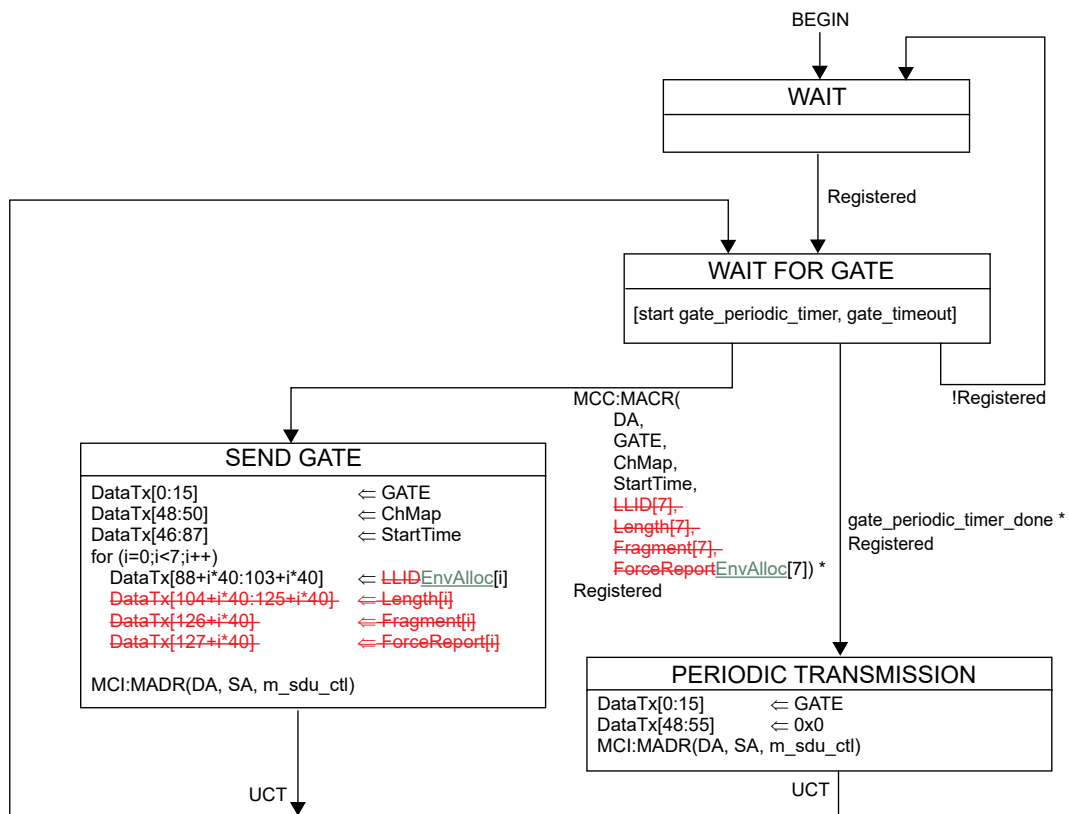 BEGIN
WAIT
Registered
WAIT FOR GATE
[start gate_periodic_timer, gate_timeout]
!Registered
MCC:MACR(
DA,
GATE,
ChMap,
StartTime,
LLID[7],
Length[7],
Fragment[7],
ForceReportEnvAlloc[7]) *
Registered
gate_periodic_timer_done *
Registered
SEND GATE
DataTx[0:15] ⇐ GATE
DataTx[48:50] ⇐ ChMap
DataTx[46:87] ⇐ StartTime
for (i=0;i<7;i++)
DataTx[88+i*40:103+i*40] ⇐ LLIDEnvAlloc[i]
DataTx[104+i*40:125+i*40] ⇐ Length[i]
DataTx[126+i*40] ⇐ Fragment[i]
DataTx[127+i*40] ⇐ ForceReport[i]
MCI:MADR(DA, SA, m_sdu_ctl)
UCT
PERIODIC TRANSMISSION
DataTx[0:15] ⇐ GATE
DataTx[48:55] ⇐ 0x0
MCI:MADR(DA, SA, m_sdu_ctl)
UCT